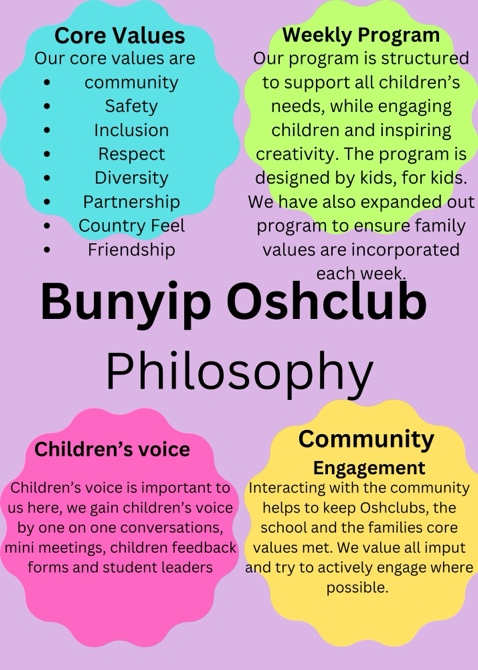 Core Values
Our core values are
• community
• Safety
• Inclusion
• Respect
• Diversity
• Partnership
• Country Feel
• Friendship
Weekly Program
Our program is structured
to support all children's
needs, while engaging
children and inspiring
creativity. The program is
designed by kids, for kids.
We have also expanded out
program to ensure family
values are incorporated
each week.
Bunyip Oshclub
Philosophy
Children's voice
Children's voice is important to
us here, we gain children's voice
by one on one conversations,
mini meetings, children feedback
forms and student leaders
Community
Engagement
Interacting with the community
helps to keep Oshclubs, the
school and the families core
values met. We value all imput
and try to actively engage where
possible.